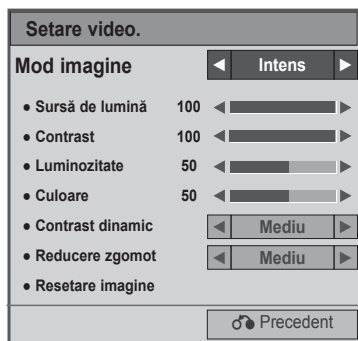 Setare video.
Mod imagine ◄ Intens ►
● Sursă de lumină 100
● Contrast 100
● Luminozitate 50
● Culoare 50
● Contrast dinamic ◄ Mediu ►
● Reducere zgomot ◄ Mediu ►
● Resetare imagine
Precedent